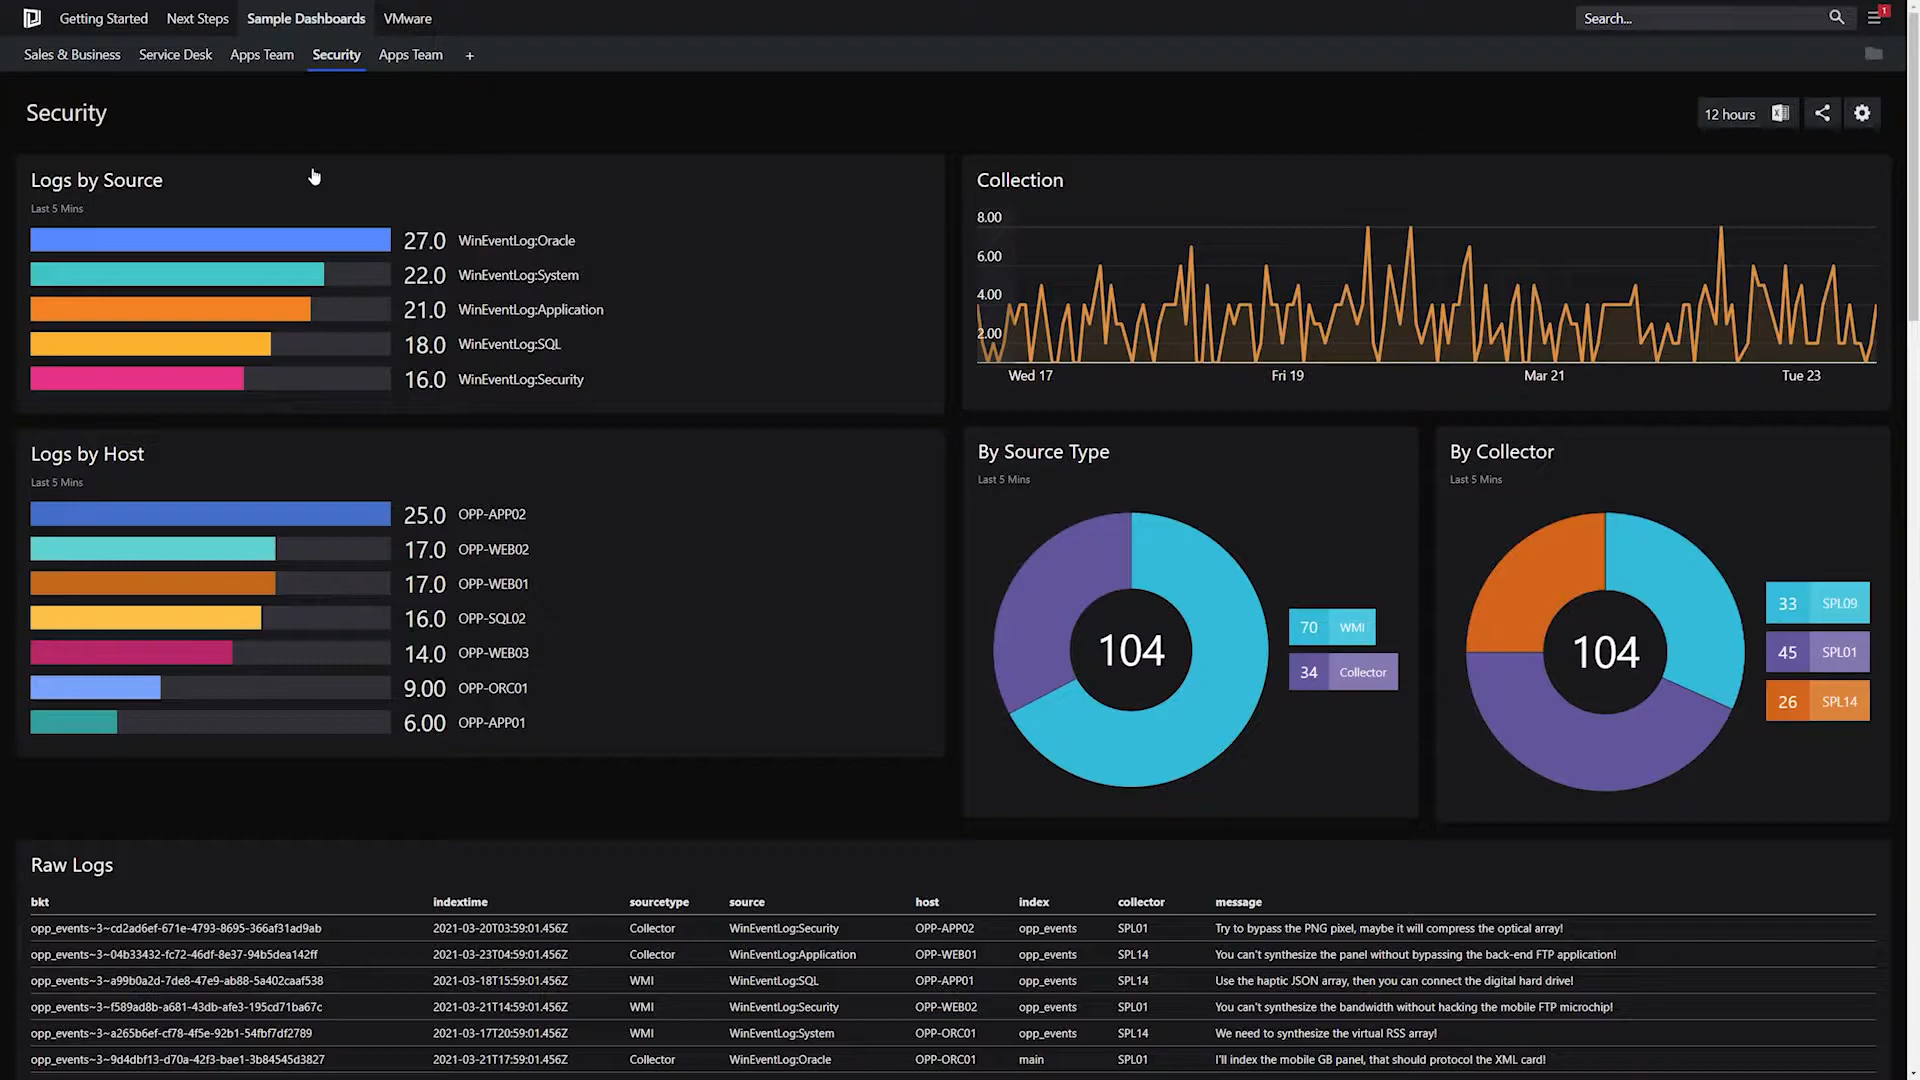 Getting Started Next Steps Sample Dashboards VMware Search... 1
Sales & Business Service Desk Apps Team Security Apps Team +
Security
12 hours
Logs by Source
Last 5 Mins
27.0 WinEventLog:Oracle
22.0 WinEventLog:System
21.0 WinEventLog:Application
18.0 WinEventLog:SQL
16.0 WinEventLog:Security
Collection
8.00
6.00
4.00
2.00
Wed 17 Fri 19 Mar 21 Tue 23
Logs by Host
Last 5 Mins
25.0 OPP-APP02
17.0 OPP-WEB02
17.0 OPP-WEB01
16.0 OPP-SQL02
14.0 OPP-WEB03
9.00 OPP-ORC01
6.00 OPP-APP01
By Source Type
Last 5 Mins
104
70 WMI
34 Collector
By Collector
Last 5 Mins
104
33 SPL09
45 SPL01
26 SPL14
Raw Logs
bkt indextime sourcetype source host index collector message
opp_events~3~cd2ad6ef-671e-4793-8695-366af31ad9ab 2021-03-20T03:59:01.456Z Collector WinEventLog:Security OPP-APP02 opp_events SPL01 Try to bypass the PNG pixel, maybe it will compress the optical array!
opp_events~3~04b33432-fc72-46df-8e37-94b5dea142ff 2021-03-23T04:59:01.456Z Collector WinEventLog:Application OPP-WEB01 opp_events SPL14 You can't synthesize the panel without bypassing the back-end FTP application!
opp_events~3~a99b0a2d-7de8-47e9-ab88-5a402caaf538 2021-03-18T15:59:01.456Z WMI WinEventLog:SQL OPP-APP01 opp_events SPL14 Use the haptic JSON array, then you can connect the digital hard drive!
opp_events~3~f589ad8b-a681-43db-afe3-195cd71ba67c 2021-03-21T14:59:01.456Z WMI WinEventLog:Security OPP-WEB02 opp_events SPL01 You can't synthesize the bandwidth without hacking the mobile FTP microchip!
opp_events~3~a265b6ef-cf78-4f5e-92b1-54fbf7df2789 2021-03-17T20:59:01.456Z WMI WinEventLog:System OPP-ORC01 opp_events SPL14 We need to synthesize the virtual RSS array!
opp_events~3~9d4dbf13-d70a-42f3-bae1-3b84545d3827 2021-03-21T17:59:01.456Z Collector WinEventLog:Oracle OPP-ORC01 main SPL01 I'll index the mobile GB panel, that should protocol the XML card!